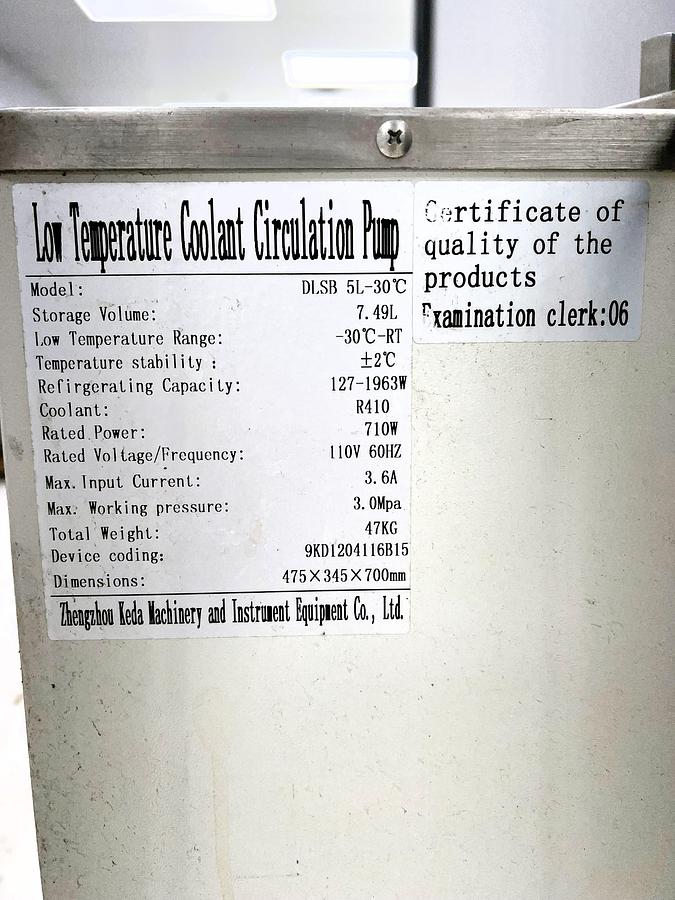 Low Temperature Coolant Circulation Pump
Model: DLSB 5L-30℃
Storage Volume: 7.49L
Low Temperature Range: -30℃-RT
Temperature stability : ±2℃
Refirgerating Capacity: 127-1963W
Coolant: R410
Rated Power: 710W
Rated Voltage/Frequency: 110V 60HZ
Max.Input Current: 3.6A
Max. Working pressure: 3.0Mpa
Total Weight: 47KG
Device coding: 9KD1204116B15
Dimensions: 475×345×700mm
Zhengzhou Keda Machinery and Instrument Equipment Co., Ltd.
Certificate of
quality of the
products
Examination clerk:06